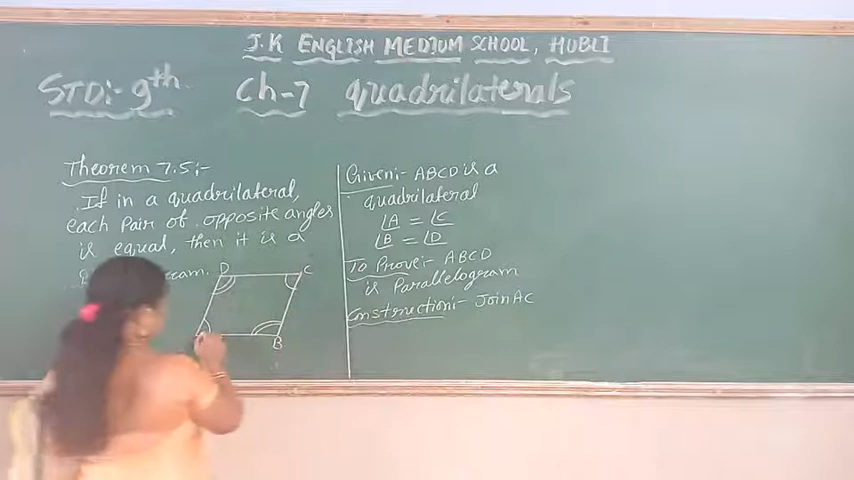 J.K ENGLISH MEDIUM SCHOOL, HUBLI
STD:- 9th Ch-7 quadrilaterals
Theorem 7.5:-
If in a quadrilateral,
each Pair of opposite angles
is equal, then it is a
ram.
D C
B
Given:- ABCD is a
quadrilateral
∠A = ∠C
∠B = ∠D
To Prove:- ABCD
is Parallelogram
Construction:- Join AC